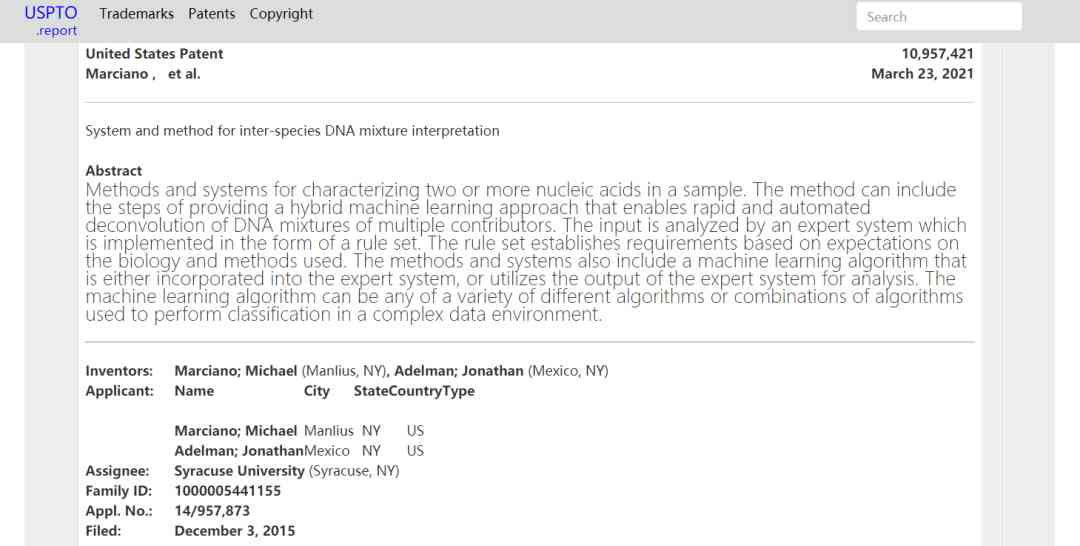 USPTO Trademarks Patents Copyright Search
.report
United States Patent 10,957,421
Marciano , et al. March 23, 2021
System and method for inter-species DNA mixture interpretation
Abstract
Methods and systems for characterizing two or more nucleic acids in a sample. The method can include
the steps of providing a hybrid machine learning approach that enables rapid and automated
deconvolution of DNA mixtures of multiple contributors. The input is analyzed by an expert system which
is implemented in the form of a rule set. The rule set establishes requirements based on expectations on
the biology and methods used. The methods and systems also include a machine learning algorithm that
is either incorporated into the expert system, or utilizes the output of the expert system for analysis. The
machine learning algorithm can be any of a variety of different algorithms or combinations of algorithms
used to perform classification in a complex data environment.
Inventors: Marciano; Michael (Manlius, NY), Adelman; Jonathan (Mexico, NY)
Applicant: Name City StateCountryType
Marciano; Michael Manlius NY US
Adelman; JonathanMexico NY US
Assignee: Syracuse University (Syracuse, NY)
Family ID: 1000005441155
Appl. No.: 14/957,873
Filed: December 3, 2015